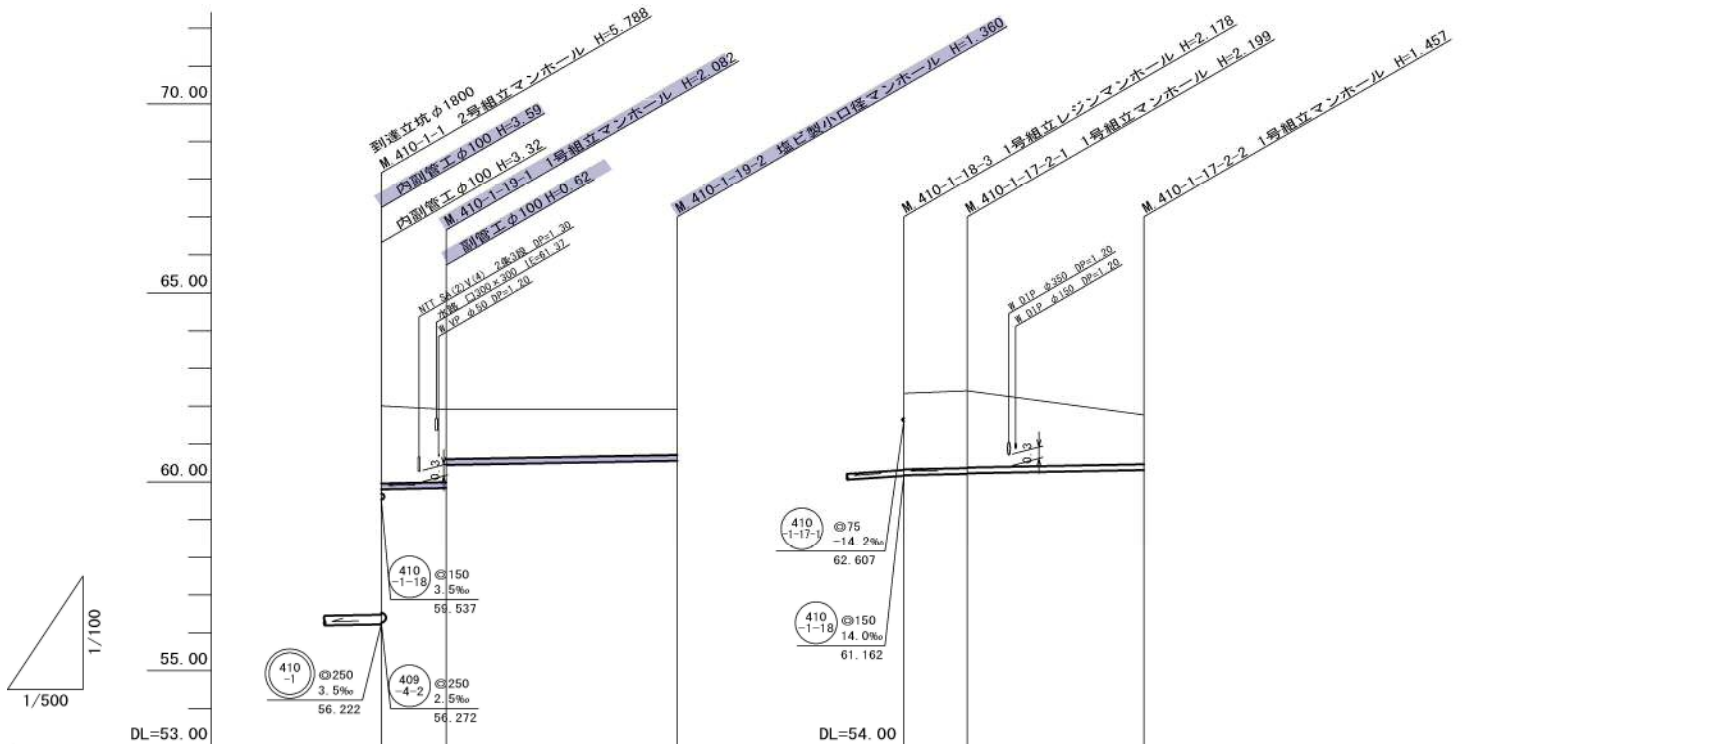 70.00
65.00
60.00
55.00
DL=53.00
1/100
1/500
到達立坑φ1800
M.410-1-1 2号組立マンホール H=5.788
内副管工φ100 H=3.59
内副管工φ100 H=3.32
M.410-1-19-1 1号組立マンホール H=2.082
副管工φ100 H=0.62
NTT SA(2)V(4) 2条3段 DP=1.30
水路 □300×300 IE=61.37
W VP φ50 DP=1.20
M.410-1-19-2 塩ビ製小口径マンホール H=1.360
0.3
410
-1-18
◎150
3.5‰
59.537
410
-1
◎250
3.5‰
56.222
409
-4-2
◎250
2.5‰
56.272
M.410-1-18-3 1号組立レジンマンホール H=2.178
M.410-1-17-2-1 1号組立マンホール H=2.199
M.410-1-17-2-2 1号組立マンホール H=1.457
W DIP φ350 DP=1.20
W DIP φ150 DP=1.20
0.3
410
-1-17-1
◎75
-14.2‰
62.607
410
-1-18
◎150
14.0‰
61.162
DL=54.00